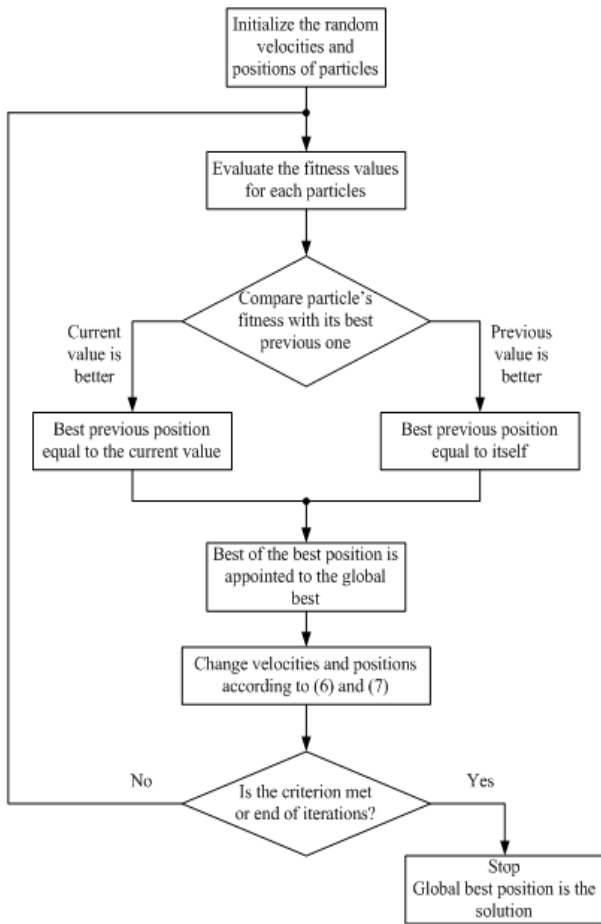 Initialize the random
velocities and
positions of particles
Evaluate the fitness values
for each particles
Compare particle's
fitness with its best
previous one
Current
value is
better
Previous
value is
better
Best previous position
equal to the current value
Best previous position
equal to itself
Best of the best position is
appointed to the global
best
Change velocities and positions
according to (6) and (7)
Is the criterion met
or end of iterations?
No
Yes
Stop
Global best position is the
solution